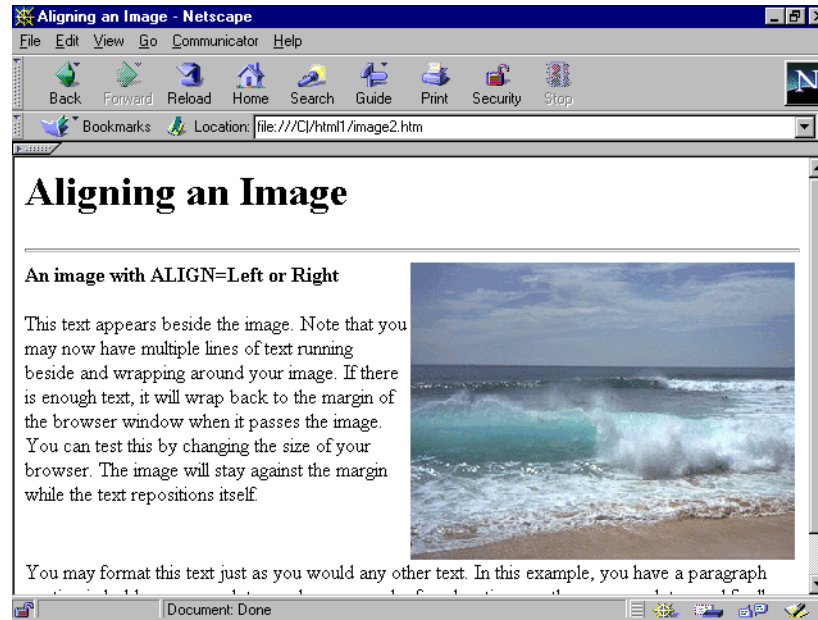 Aligning an Image - Netscape
File Edit View Go Communicator Help
Back Forward Reload Home Search Guide Print Security Stop
N
Bookmarks Location: file:///C|/html1/image2.htm
Aligning an Image
An image with ALIGN=Left or Right
This text appears beside the image. Note that you
may now have multiple lines of text running
beside and wrapping around your image. If there
is enough text, it will wrap back to the margin of
the browser window when it passes the image.
You can test this by changing the size of your
browser. The image will stay against the margin
while the text repositions itself.
You may format this text just as you would any other text. In this example, you have a paragraph
Document: Done